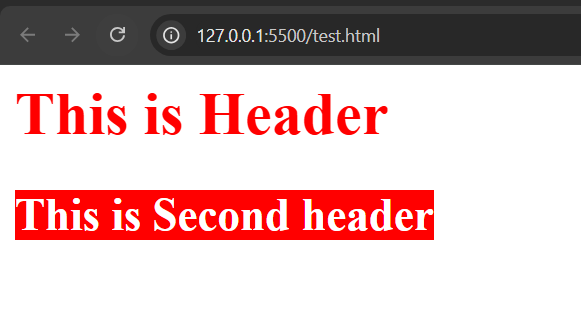 127.0.0.1:5500/test.html
This is Header
This is Second header